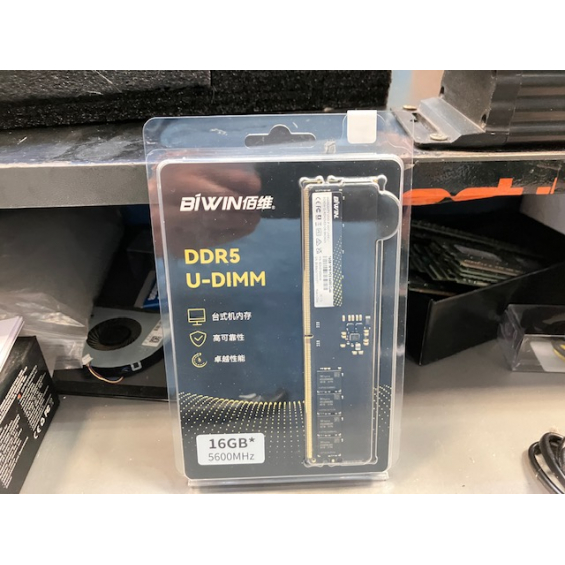 BIWIN佰维
DDR5
U-DIMM
台式机内存
高可靠性
卓越性能
16GB*
5600MHz
BIWIN